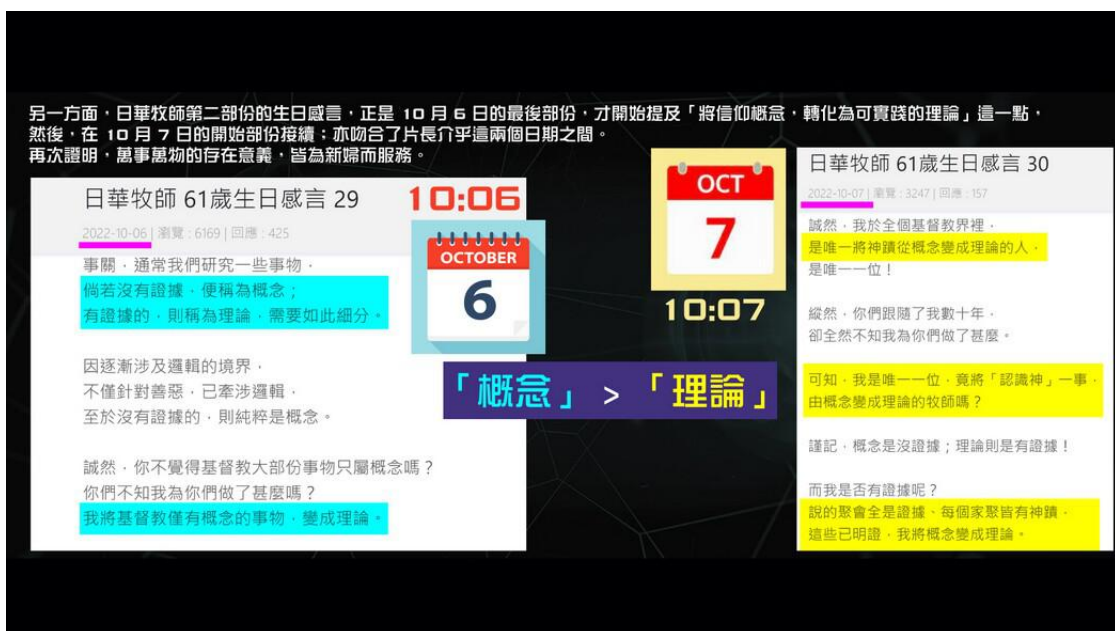 另一方面，日華牧師第二部份的生日感言，正是 10 月 6 日的最後部份，才開始提及「將信仰概念，轉化為可實踐的理論」這一點，
然後，在 10 月 7 日的開始部份接續；亦吻合了片長介乎這兩個日期之間。
再次證明，萬事萬物的存在意義，皆為新婦而服務。
日華牧師 61歲生日感言 29
2022-10-06 | 瀏覽 : 6169 | 回應 : 425
事關，通常我們研究一些事物，
倘若沒有證據，便稱為概念；
有證據的，則稱為理論，需要如此細分。
因逐漸涉及邏輯的境界，
不僅針對善惡，已牽涉邏輯，
至於沒有證據的，則純粹是概念。
誠然，你不覺得基督教大部份事物只屬概念嗎？
你們不知我為你們做了甚麼嗎？
我將基督教僅有概念的事物，變成理論。
10:06
OCTOBER
6
「概念」 > 「理論」
OCT
7
10:07
日華牧師 61歲生日感言 30
2022-10-07 | 瀏覽 : 3247 | 回應 : 157
誠然，我於全個基督教界裡，
是唯一將神蹟從概念變成理論的人，
是唯一一位！
縱然，你們跟隨了我數十年，
卻全然不知我為你們做了甚麼。
可知，我是唯一一位，竟將「認識神」一事，
由概念變成理論的牧師嗎？
謹記，概念是沒證據；理論則是有證據！
而我是否有證據呢？
說的聚會全是證據、每個家聚皆有神蹟，
這些已明證，我將概念變成理論。